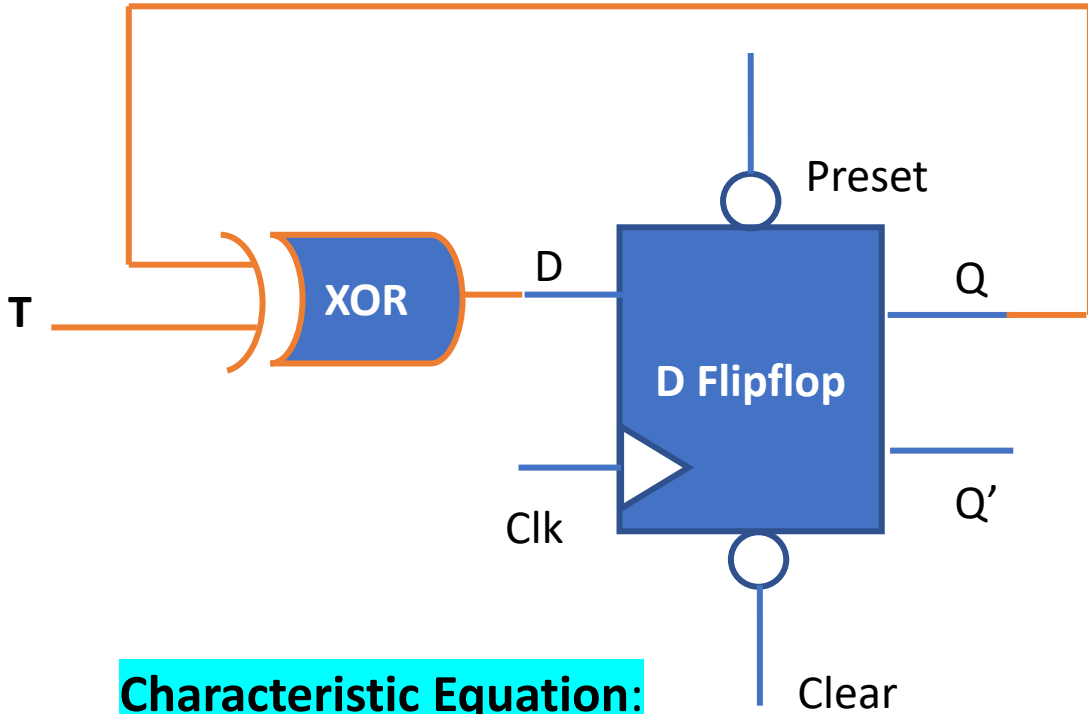 Preset
D
Q
T
XOR
D Flipflop
Q’
Clk
Clear
Characteristic Equation: